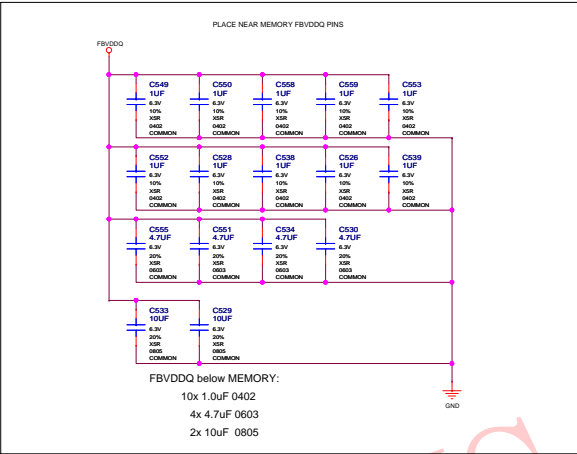 PLACE NEAR MEMORY FBVDDQ PINS
FBVDDQ
C549 C550 C558 C559 C553
1UF 1UF 1UF 1UF 1UF
6.3V 6.3V 6.3V 6.3V 6.3V
10% 10% 10% 10% 10%
X5R X5R X5R X5R X5R
0402 0402 0402 0402 0402
COMMON COMMON COMMON COMMON COMMON
C552 C528 C538 C526 C539
1UF 1UF 1UF 1UF 1UF
6.3V 6.3V 6.3V 6.3V 6.3V
10% 10% 10% 10% 10%
X5R X5R X5R X5R X5R
0402 0402 0402 0402 0402
COMMON COMMON COMMON COMMON COMMON
C555 C551 C534 C530
4.7UF 4.7UF 4.7UF 4.7UF
6.3V 6.3V 6.3V 6.3V
20% 20% 20% 20%
X5R X5R X5R X5R
0603 0603 0603 0603
COMMON COMMON COMMON COMMON
C533 C529
10UF 10UF
6.3V 6.3V
20% 20%
X5R X5R
0805 0805
COMMON COMMON
FBVDDQ below MEMORY:
10x 1.0uF 0402
4x 4.7uF 0603
2x 10uF 0805
GND